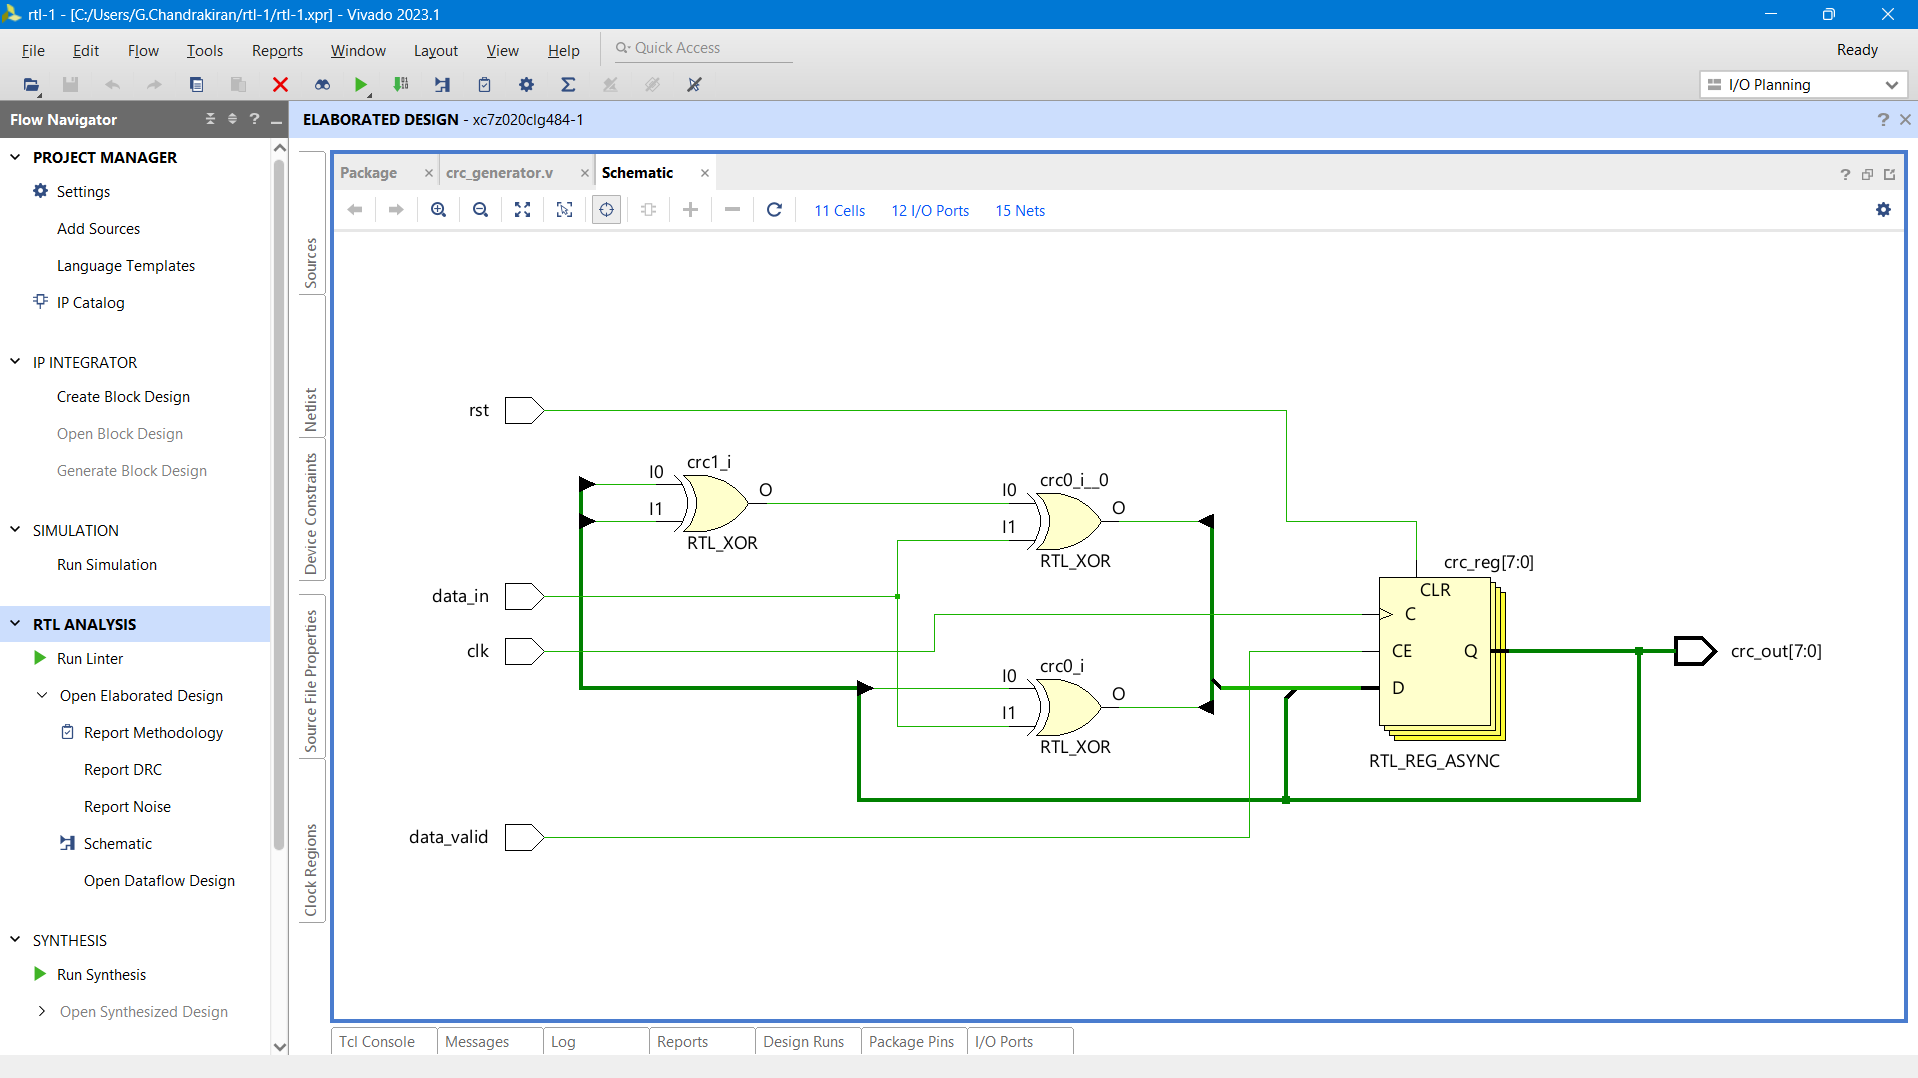 rtl-1 - [C:/Users/G.Chandrakiran/rtl-1/rtl-1.xpr] - Vivado 2023.1
File Edit Flow Tools Reports Window Layout View Help Quick Access Ready
I/O Planning
Flow Navigator
PROJECT MANAGER
Settings
Add Sources
Language Templates
IP Catalog
IP INTEGRATOR
Create Block Design
Open Block Design
Generate Block Design
SIMULATION
Run Simulation
RTL ANALYSIS
Run Linter
Open Elaborated Design
Report Methodology
Report DRC
Report Noise
Schematic
Open Dataflow Design
SYNTHESIS
Run Synthesis
Open Synthesized Design
ELABORATED DESIGN - xc7z020clg484-1
Sources
Netlist
Device Constraints
Source File Properties
Clock Regions
Package crc_generator.v Schematic
11 Cells 12 I/O Ports 15 Nets
rst
crc1_i
I0
I1
O
RTL_XOR
crc0_i__0
I0
I1
O
RTL_XOR
data_in
clk
crc0_i
I0
I1
O
RTL_XOR
data_valid
crc_reg[7:0]
CLR
C
CE
Q
D
RTL_REG_ASYNC
crc_out[7:0]
Tcl Console Messages Log Reports Design Runs Package Pins I/O Ports